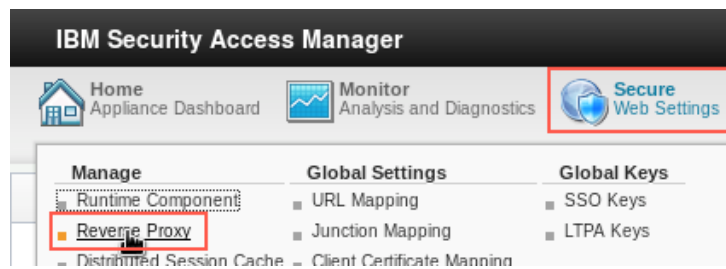 IBM Security Access Manager
Home
Appliance Dashboard
Monitor
Analysis and Diagnostics
Secure
Web Settings
Manage
Global Settings
Global Keys
Runtime Component
URL Mapping
SSO Keys
Reverse Proxy
Junction Mapping
LTPA Keys
Distributed Session Cache
Client Certificate Mapping